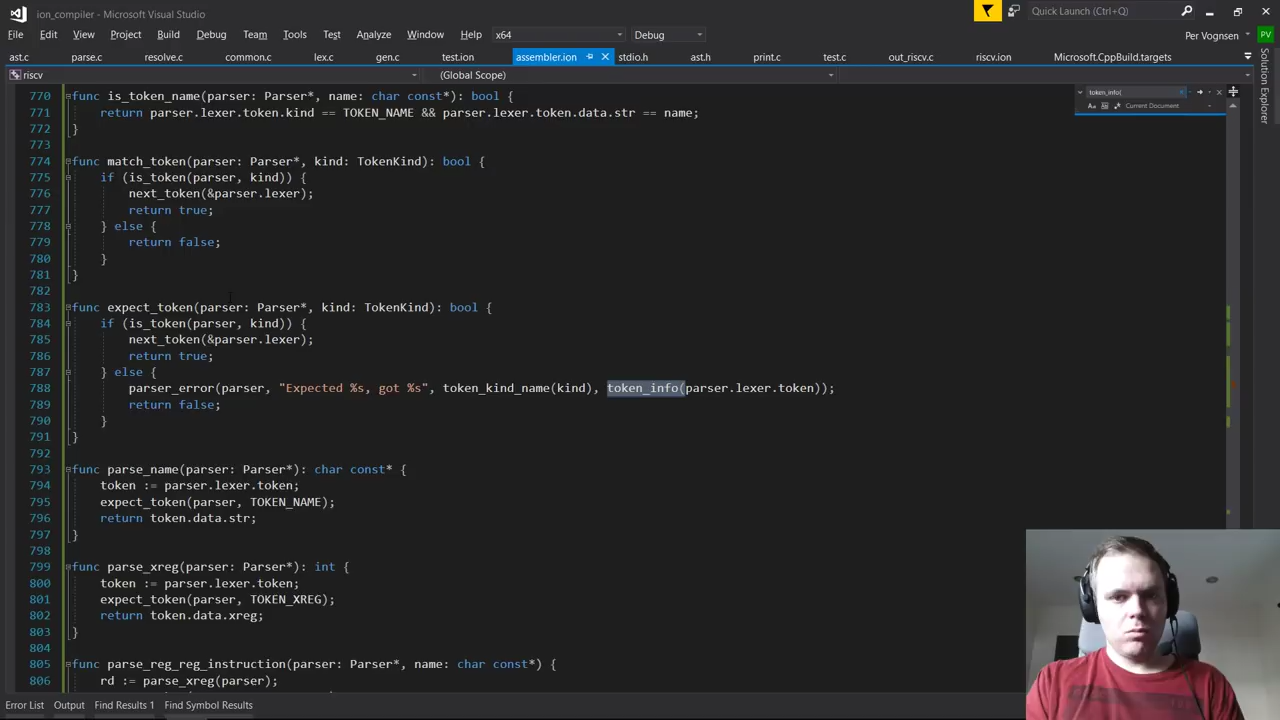 ion_compiler - Microsoft Visual Studio
Quick Launch (Ctrl+Q)
File Edit View Project Build Debug Team Tools Test Analyze Window Help x64 Debug
Per Vognsen PV
ast.c parse.c resolve.c common.c lex.c gen.c test.ion assembler.ion stdio.h ast.h print.c test.c out_riscv.c riscv.ion Microsoft.CppBuild.targets
riscv (Global Scope)
token_info(
Aa Current Document
Solution Explorer
770 func is_token_name(parser: Parser*, name: char const*): bool {
771 return parser.lexer.token.kind == TOKEN_NAME && parser.lexer.token.data.str == name;
772 }
773
774 func match_token(parser: Parser*, kind: TokenKind): bool {
775 if (is_token(parser, kind)) {
776 next_token(&parser.lexer);
777 return true;
778 } else {
779 return false;
780 }
781 }
782
783 func expect_token(parser: Parser*, kind: TokenKind): bool {
784 if (is_token(parser, kind)) {
785 next_token(&parser.lexer);
786 return true;
787 } else {
788 parser_error(parser, "Expected %s, got %s", token_kind_name(kind), token_info(parser.lexer.token));
789 return false;
790 }
791 }
792
793 func parse_name(parser: Parser*): char const* {
794 token := parser.lexer.token;
795 expect_token(parser, TOKEN_NAME);
796 return token.data.str;
797 }
798
799 func parse_xreg(parser: Parser*): int {
800 token := parser.lexer.token;
801 expect_token(parser, TOKEN_XREG);
802 return token.data.xreg;
803 }
804
805 func parse_reg_reg_instruction(parser: Parser*, name: char const*) {
806 rd := parse_xreg(parser);
Error List Output Find Results 1 Find Symbol Results